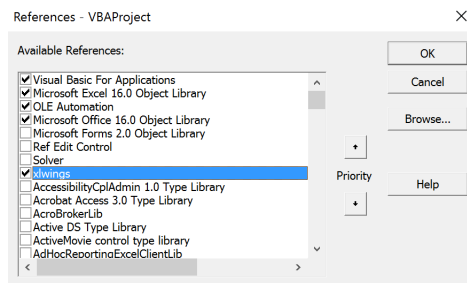 References - VBAProject
Available References:
Visual Basic For Applications
Microsoft Excel 16.0 Object Library
OLE Automation
Microsoft Office 16.0 Object Library
Microsoft Forms 2.0 Object Library
Ref Edit Control
Solver
xlwings
AccessibilityCplAdmin 1.0 Type Library
Acrobat Access 3.0 Type Library
AcroBrokerLib
Active DS Type Library
ActiveMovie control type library
AdHocReportingExcelClientLib
Priority
OK
Cancel
Browse...
Help